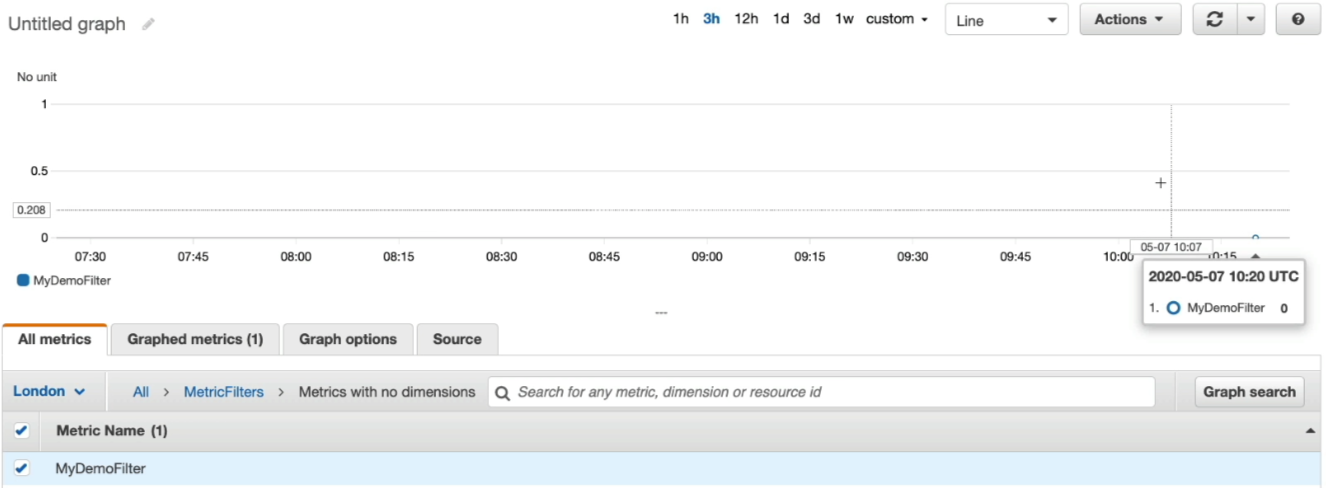 Untitled graph 1h 3h 12h 1d 3d 1w custom Line Actions
No unit
1
0.5
0.208
0
07:30 07:45 08:00 08:15 08:30 08:45 09:00 09:15 09:30 09:45 10:00 05-07 10:07 10:15
MyDemoFilter
2020-05-07 10:20 UTC
1. MyDemoFilter 0
All metrics Graphed metrics (1) Graph options Source
London All > MetricFilters > Metrics with no dimensions Search for any metric, dimension or resource id Graph search
Metric Name (1)
MyDemoFilter